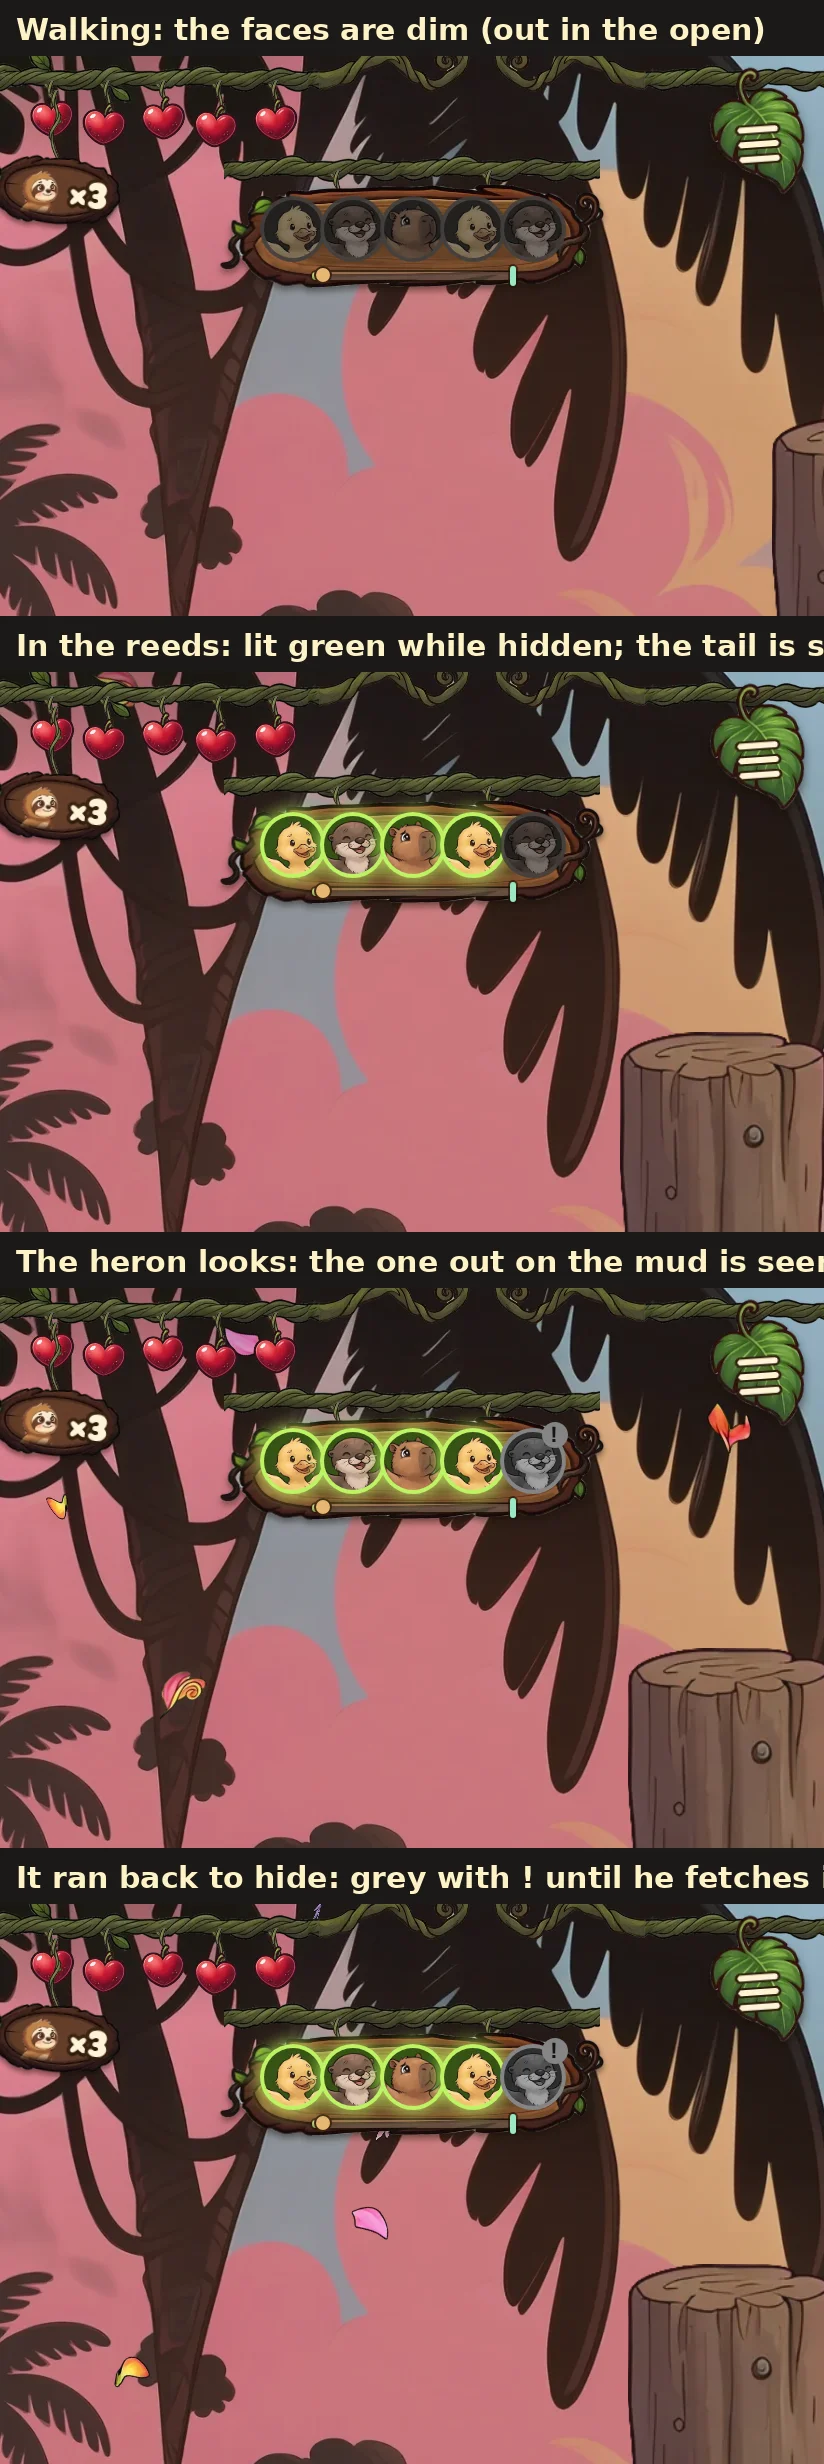 Walking: the faces are dim (out in the open)
×3
In the reeds: lit green while hidden; the tail is s
×3
The heron looks: the one out on the mud is seen
×3
!
It ran back to hide: grey with ! until he fetches i
×3
!